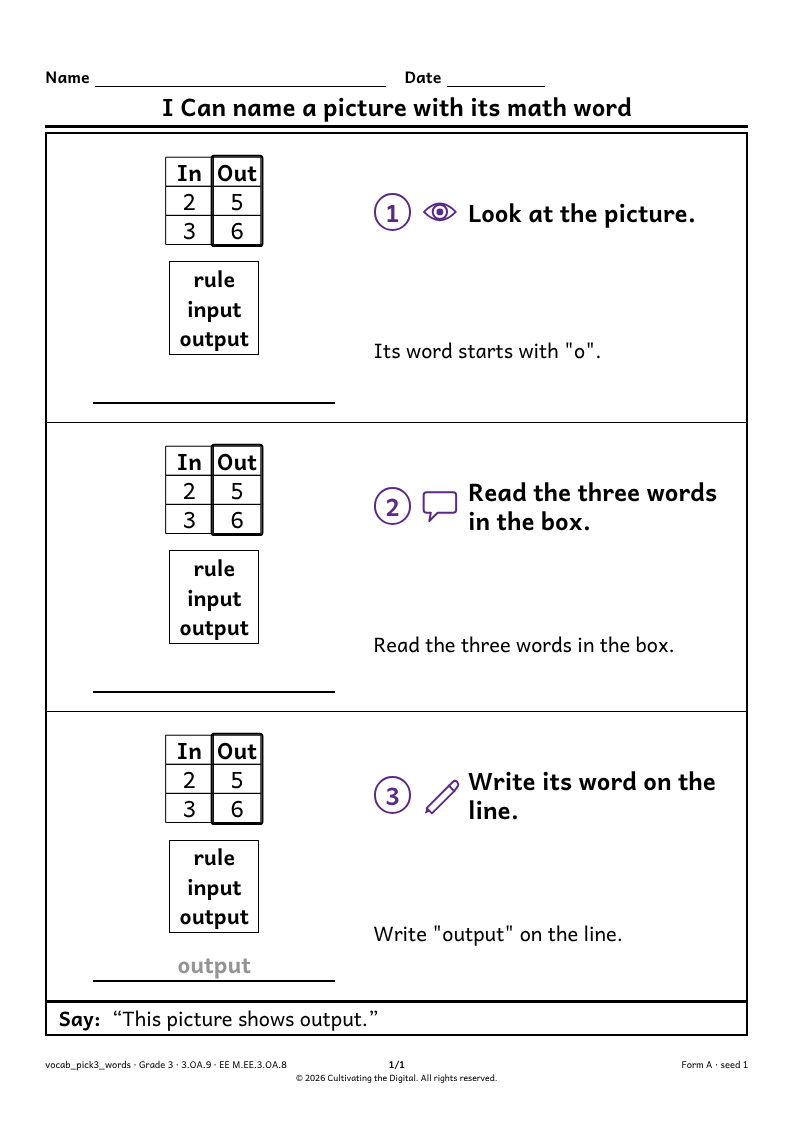 Name Date
I Can name a picture with its math word
In Out
2 5
3 6
rule
input
output
1 Look at the picture.
Its word starts with "o".
In Out
2 5
3 6
rule
input
output
2 Read the three words
in the box.
Read the three words in the box.
In Out
2 5
3 6
rule
input
output
output
3 Write its word on the
line.
Write "output" on the line.
Say: “This picture shows output.”
vocab_pick3_words · Grade 3 · 3.OA.9 · EE M.EE.3.OA.8 1/1 Form A · seed 1
© 2026 Cultivating the Digital. All rights reserved.